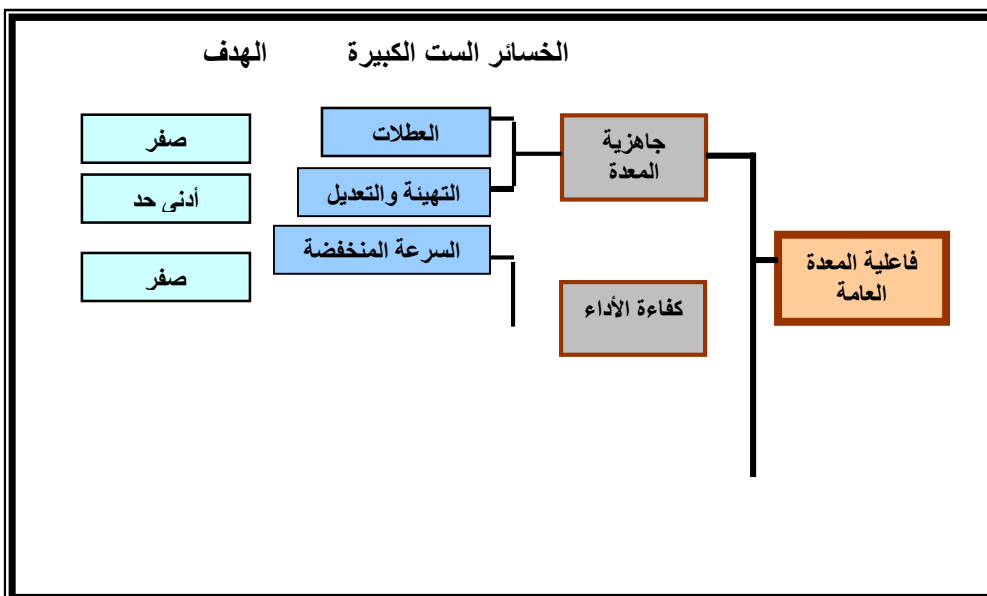 الخسائر الست الكبيرة
الهدف
جاهزية
المعدة
العطلات
صفر
التهيئة والتعديل
أدنى حد
السرعة المنخفضة
صفر
فاعلية المعدة
العامة
كفاءة الأداء